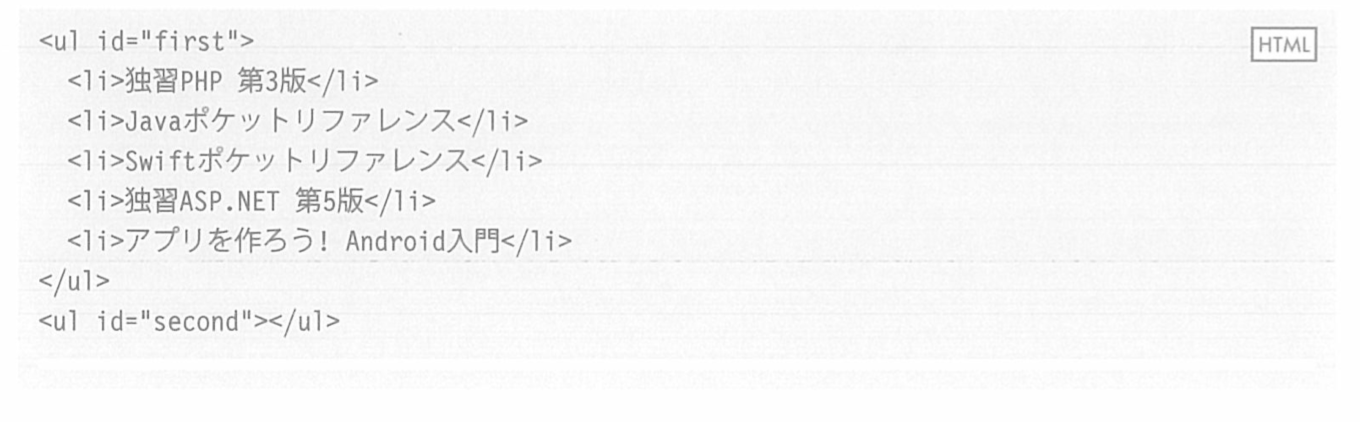 <ul id="first">
HTML
  <li>独習PHP 第3版</li>
  <li>Javaポケットリファレンス</li>
  <li>Swiftポケットリファレンス</li>
  <li>独習ASP.NET 第5版</li>
  <li>アプリを作ろう! Android入門</li>
</ul>
<ul id="second"></ul>